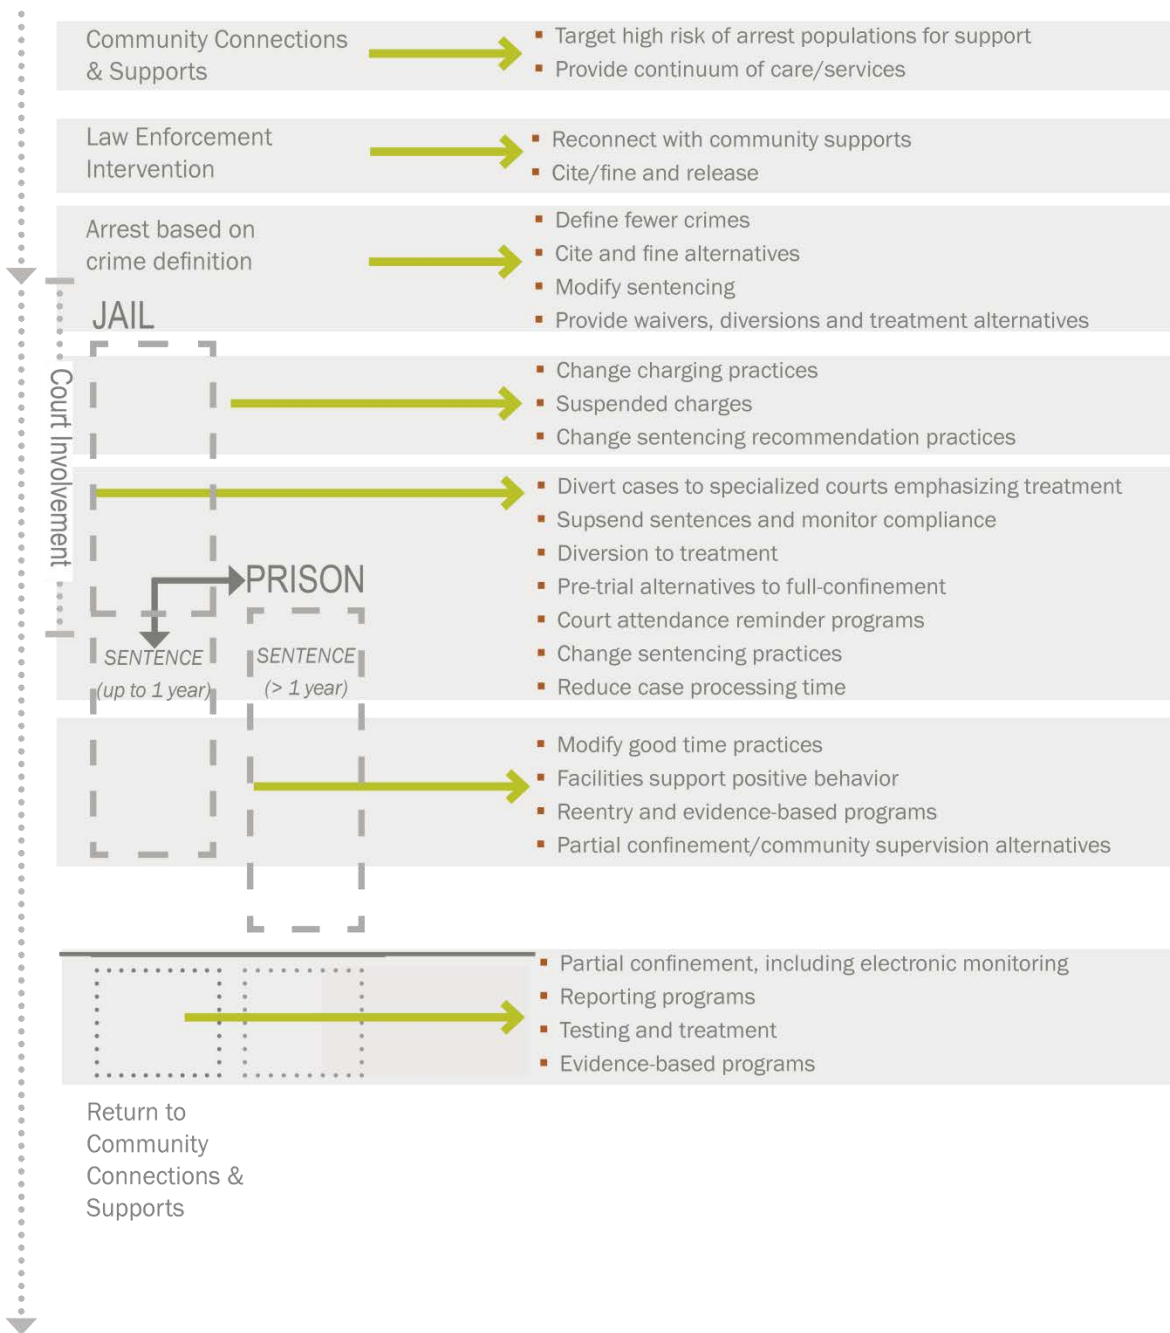 Community Connections
& Supports
▪ Target high risk of arrest populations for support
▪ Provide continuum of care/services
Law Enforcement
Intervention
▪ Reconnect with community supports
▪ Cite/fine and release
Arrest based on
crime definition
▪ Define fewer crimes
▪ Cite and fine alternatives
▪ Modify sentencing
▪ Provide waivers, diversions and treatment alternatives
JAIL
Court Involvement
▪ Change charging practices
▪ Suspended charges
▪ Change sentencing recommendation practices
▪ Divert cases to specialized courts emphasizing treatment
▪ Supsend sentences and monitor compliance
▪ Diversion to treatment
▪ Pre-trial alternatives to full-confinement
▪ Court attendance reminder programs
▪ Change sentencing practices
▪ Reduce case processing time
PRISON
SENTENCE
(up to 1 year)
SENTENCE
(> 1 year)
▪ Modify good time practices
▪ Facilities support positive behavior
▪ Reentry and evidence-based programs
▪ Partial confinement/community supervision alternatives
▪ Partial confinement, including electronic monitoring
▪ Reporting programs
▪ Testing and treatment
▪ Evidence-based programs
Return to
Community
Connections &
Supports